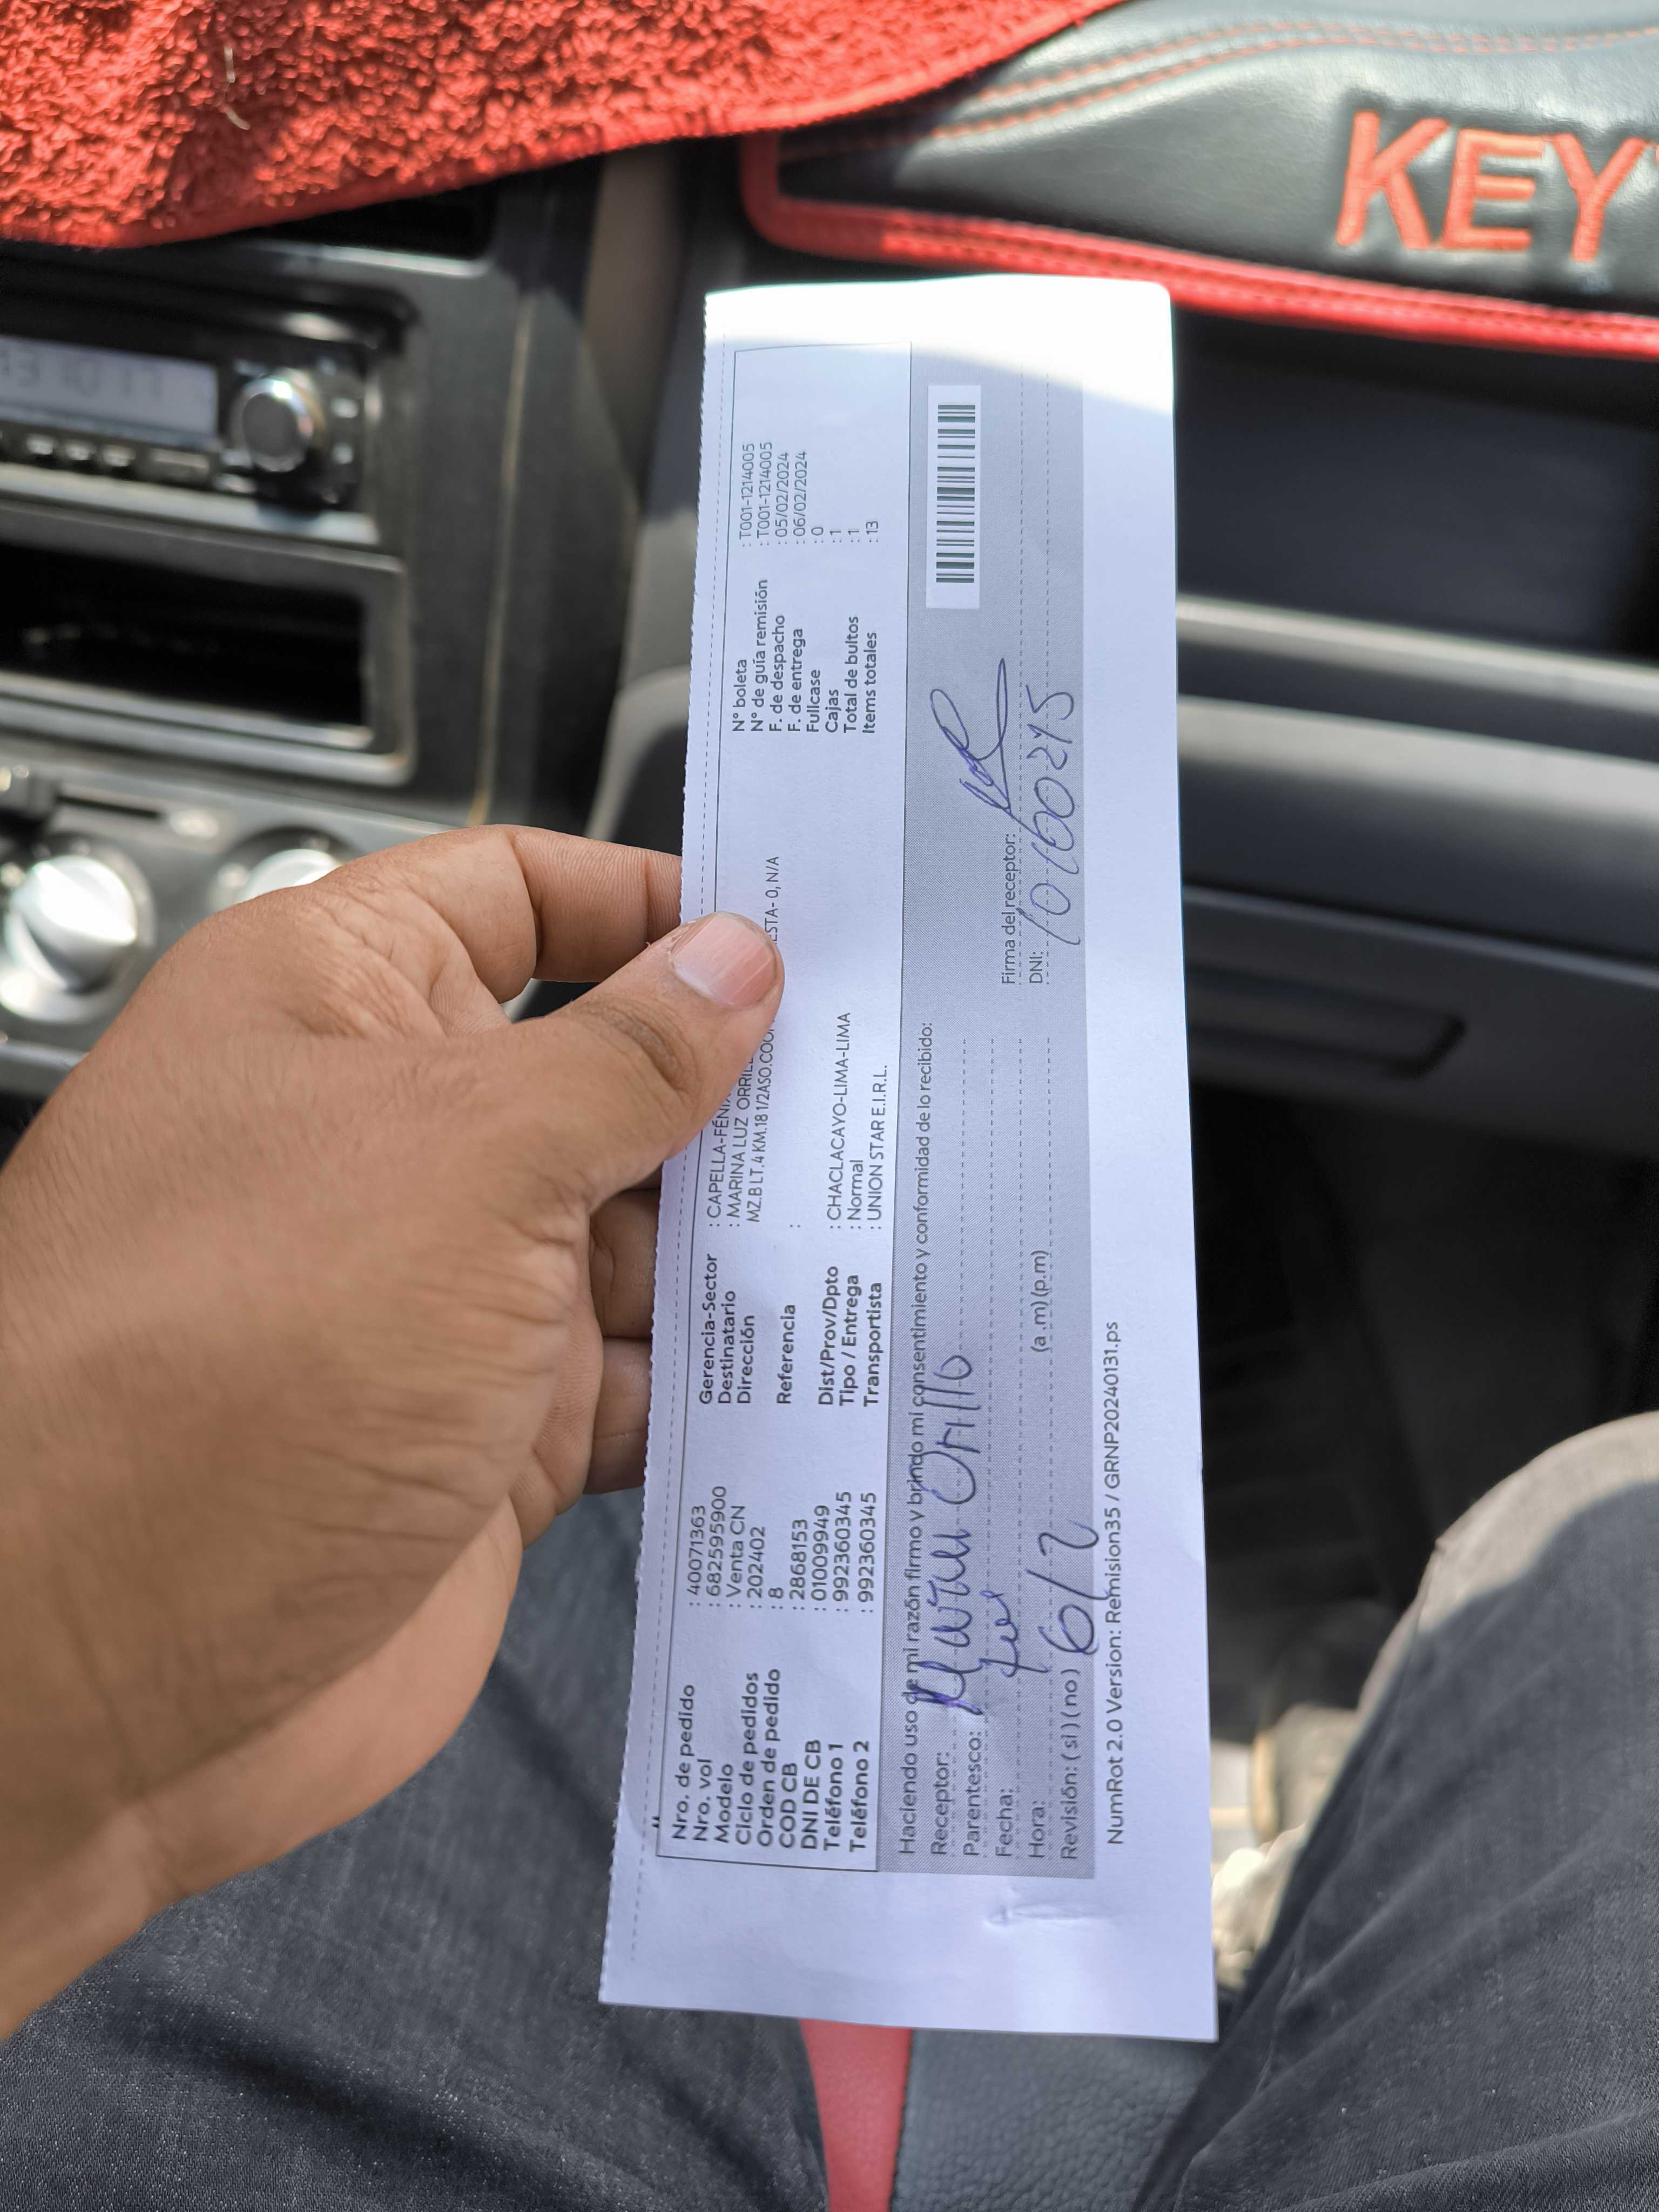 KEY
Nro. de pedido : 40071363
Nro. vol : 682595900
Modelo : Venta CN
Ciclo de pedidos : 202402
Orden de pedido : 8
COD CB : 2868153
DNI DE CB : 01009949
Teléfono 1 : 992360345
Teléfono 2 : 992360345
Gerencia-Sector : CAPELLA-FÉNI
Destinatario : MARINA LUZ ORRIL
Dirección MZ.B LT.4 KM.18 1/2ASO.COO ESTA- 0, N/A
Referencia :
Dist/Prov/Dpto : CHACLACAYO-LIMA-LIMA
Tipo / Entrega : Normal
Transportista : UNION STAR E.I.R.L.
N° boleta : T001-1214005
N° de guía remisión : T001-1214005
F. de despacho : 05/02/2024
F. de entrega : 06/02/2024
Fullcase : 0
Cajas : 1
Total de bultos : 1
Items totales : 13
Haciendo uso de mi razón firmo y brindo mi consentimiento y conformidad de lo recibido:
Receptor:
Parentesco:
Fecha: 6/2
Hora: (a.m) (p.m)
Revisión: ( si ) ( no )
Firma del receptor:
DNI:
NumRot 2.0 Version: Remision35 / GRNP20240131.ps